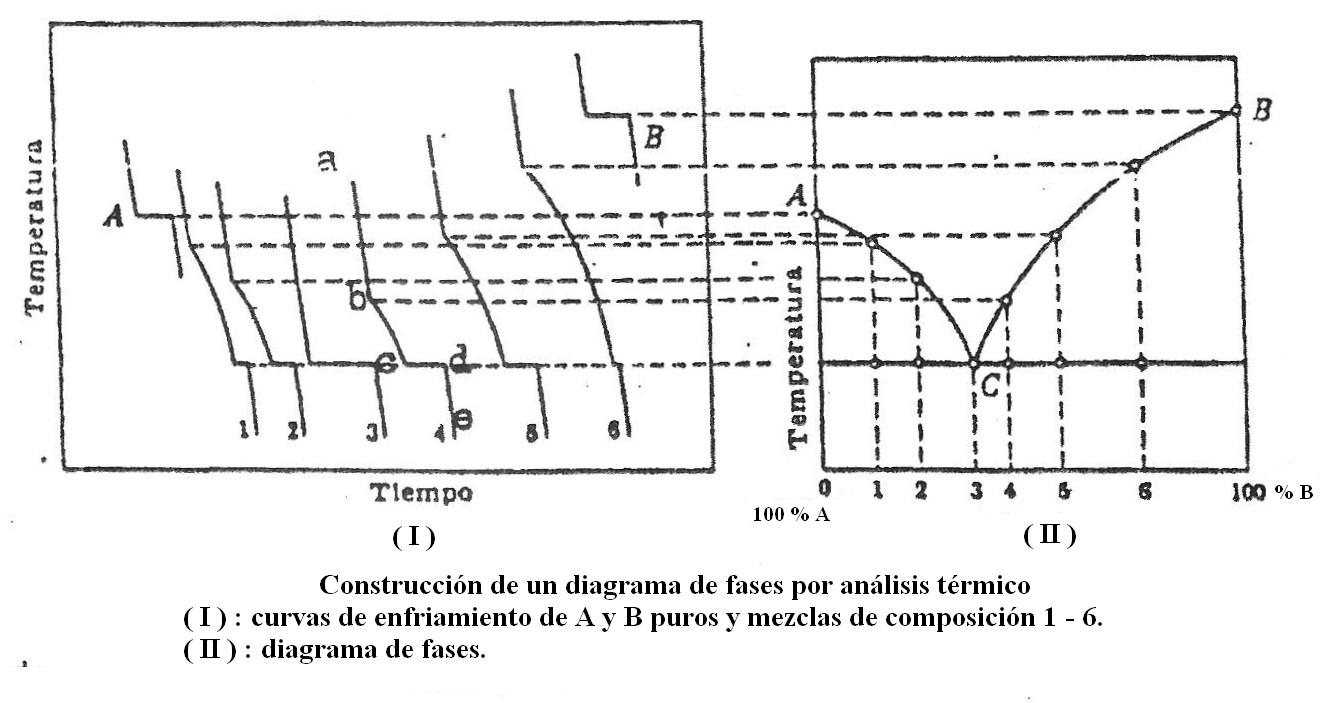 Temperatura
A
a
b
c
d
e
B
1 2 3 4 5 6
Tiempo
( I )
Temperatura
A
B
C
0 1 2 3 4 5 6 100 % B
100 % A
( II )
Construcción de un diagrama de fases por análisis térmico
( I ) : curvas de enfriamiento de A y B puros y mezclas de composición 1 - 6.
( II ) : diagrama de fases.